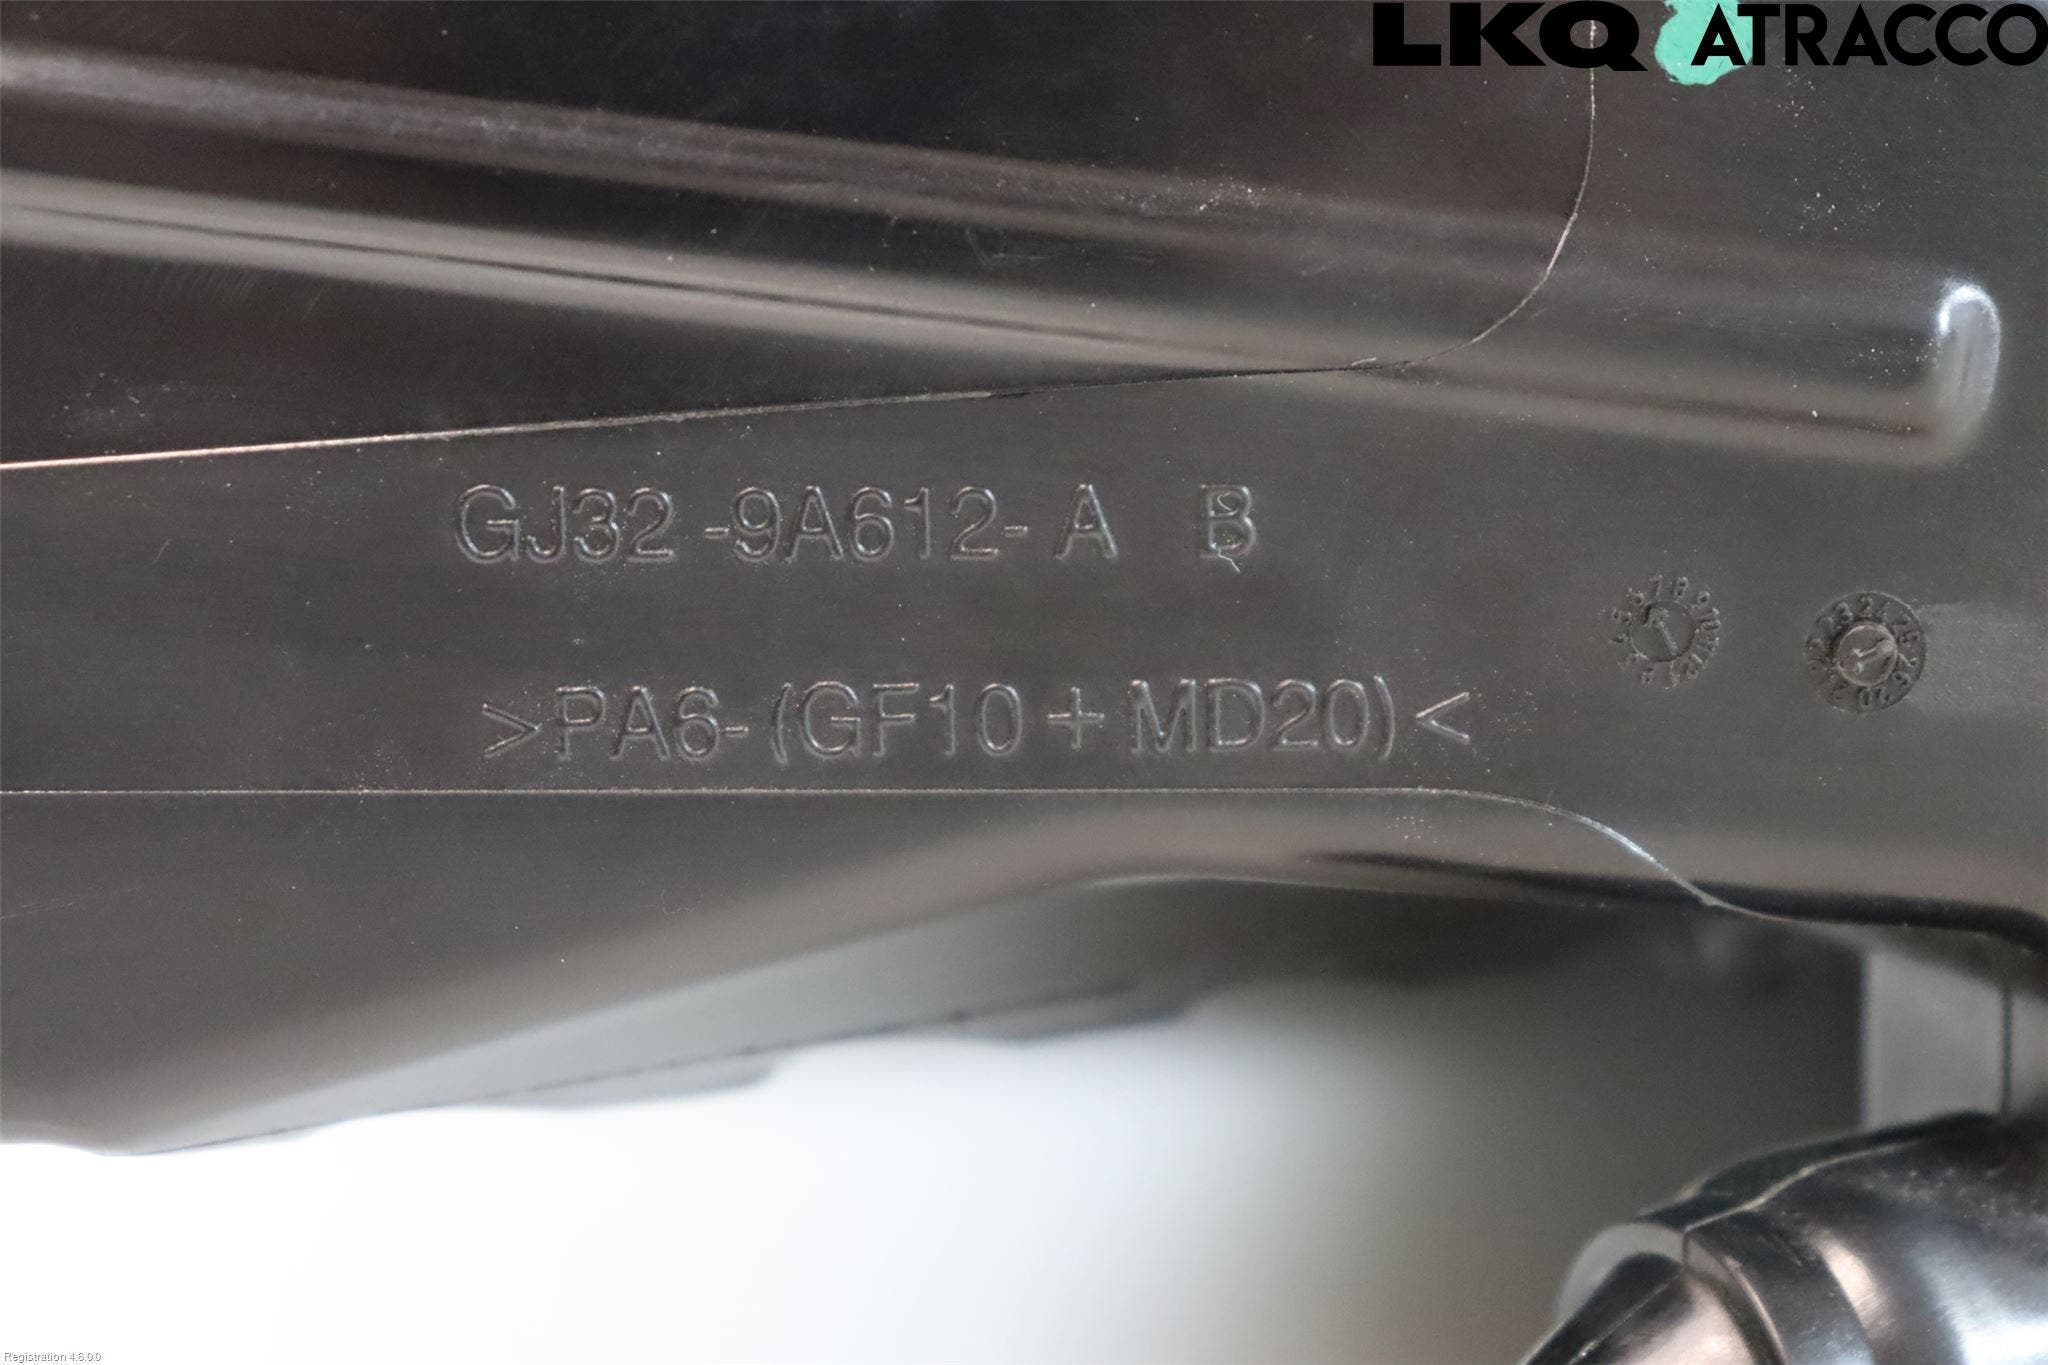 LKQ ATRACCO
GJ32 -9A612- A B
>PA6-(GF10+MD20)<
Registration 4.6.0.0